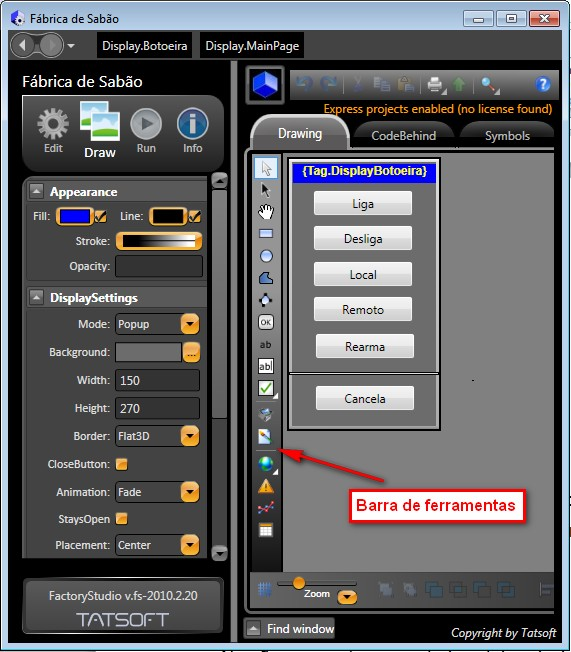 Fábrica de Sabão
Display.Botoeira
Display.MainPage
Fábrica de Sabão
Edit
Draw
Run
Info
Appearance
Fill:
Line:
Stroke:
Opacity:
DisplaySettings
Mode: Popup
Background: ...
Width: 150
Height: 270
Border: Flat3D
CloseButton:
Animation: Fade
StaysOpen
Placement: Center
FactoryStudio v.fs-2010.2.20
TATSOFT
Express projects enabled (no license found)
Drawing
CodeBehind
Symbols
{Tag.DisplayBotoeira}
Liga
Desliga
Local
Remoto
Rearma
Cancela
OK
ab
ab
Barra de ferramentas
Zoom
Find window
Copyright by Tatsoft